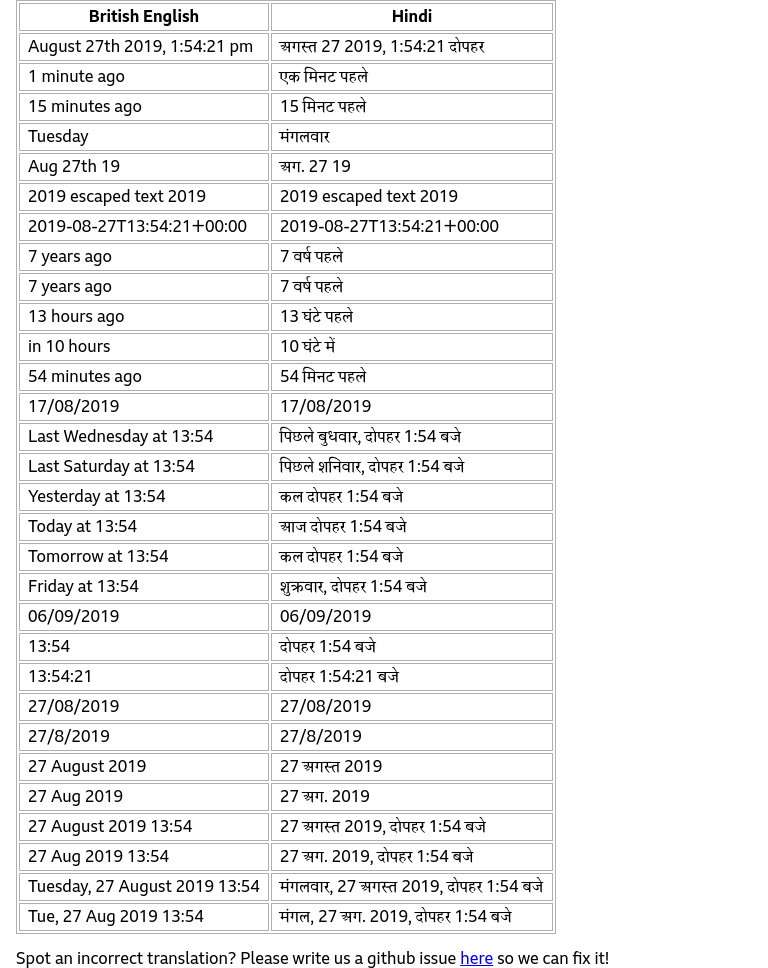 British English Hindi
August 27th 2019, 1:54:21 pm अगस्त 27 2019, 1:54:21 दोपहर
1 minute ago एक मिनट पहले
15 minutes ago 15 मिनट पहले
Tuesday मंगलवार
Aug 27th 19 अग. 27 19
2019 escaped text 2019 2019 escaped text 2019
2019-08-27T13:54:21+00:00 2019-08-27T13:54:21+00:00
7 years ago 7 वर्ष पहले
7 years ago 7 वर्ष पहले
13 hours ago 13 घंटे पहले
in 10 hours 10 घंटे में
54 minutes ago 54 मिनट पहले
17/08/2019 17/08/2019
Last Wednesday at 13:54 पिछले बुधवार, दोपहर 1:54 बजे
Last Saturday at 13:54 पिछले शनिवार, दोपहर 1:54 बजे
Yesterday at 13:54 कल दोपहर 1:54 बजे
Today at 13:54 आज दोपहर 1:54 बजे
Tomorrow at 13:54 कल दोपहर 1:54 बजे
Friday at 13:54 शुक्रवार, दोपहर 1:54 बजे
06/09/2019 06/09/2019
13:54 दोपहर 1:54 बजे
13:54:21 दोपहर 1:54:21 बजे
27/08/2019 27/08/2019
27/8/2019 27/8/2019
27 August 2019 27 अगस्त 2019
27 Aug 2019 27 अग. 2019
27 August 2019 13:54 27 अगस्त 2019, दोपहर 1:54 बजे
27 Aug 2019 13:54 27 अग. 2019, दोपहर 1:54 बजे
Tuesday, 27 August 2019 13:54 मंगलवार, 27 अगस्त 2019, दोपहर 1:54 बजे
Tue, 27 Aug 2019 13:54 मंगल, 27 अग. 2019, दोपहर 1:54 बजे
Spot an incorrect translation? Please write us a github issue here so we can fix it!